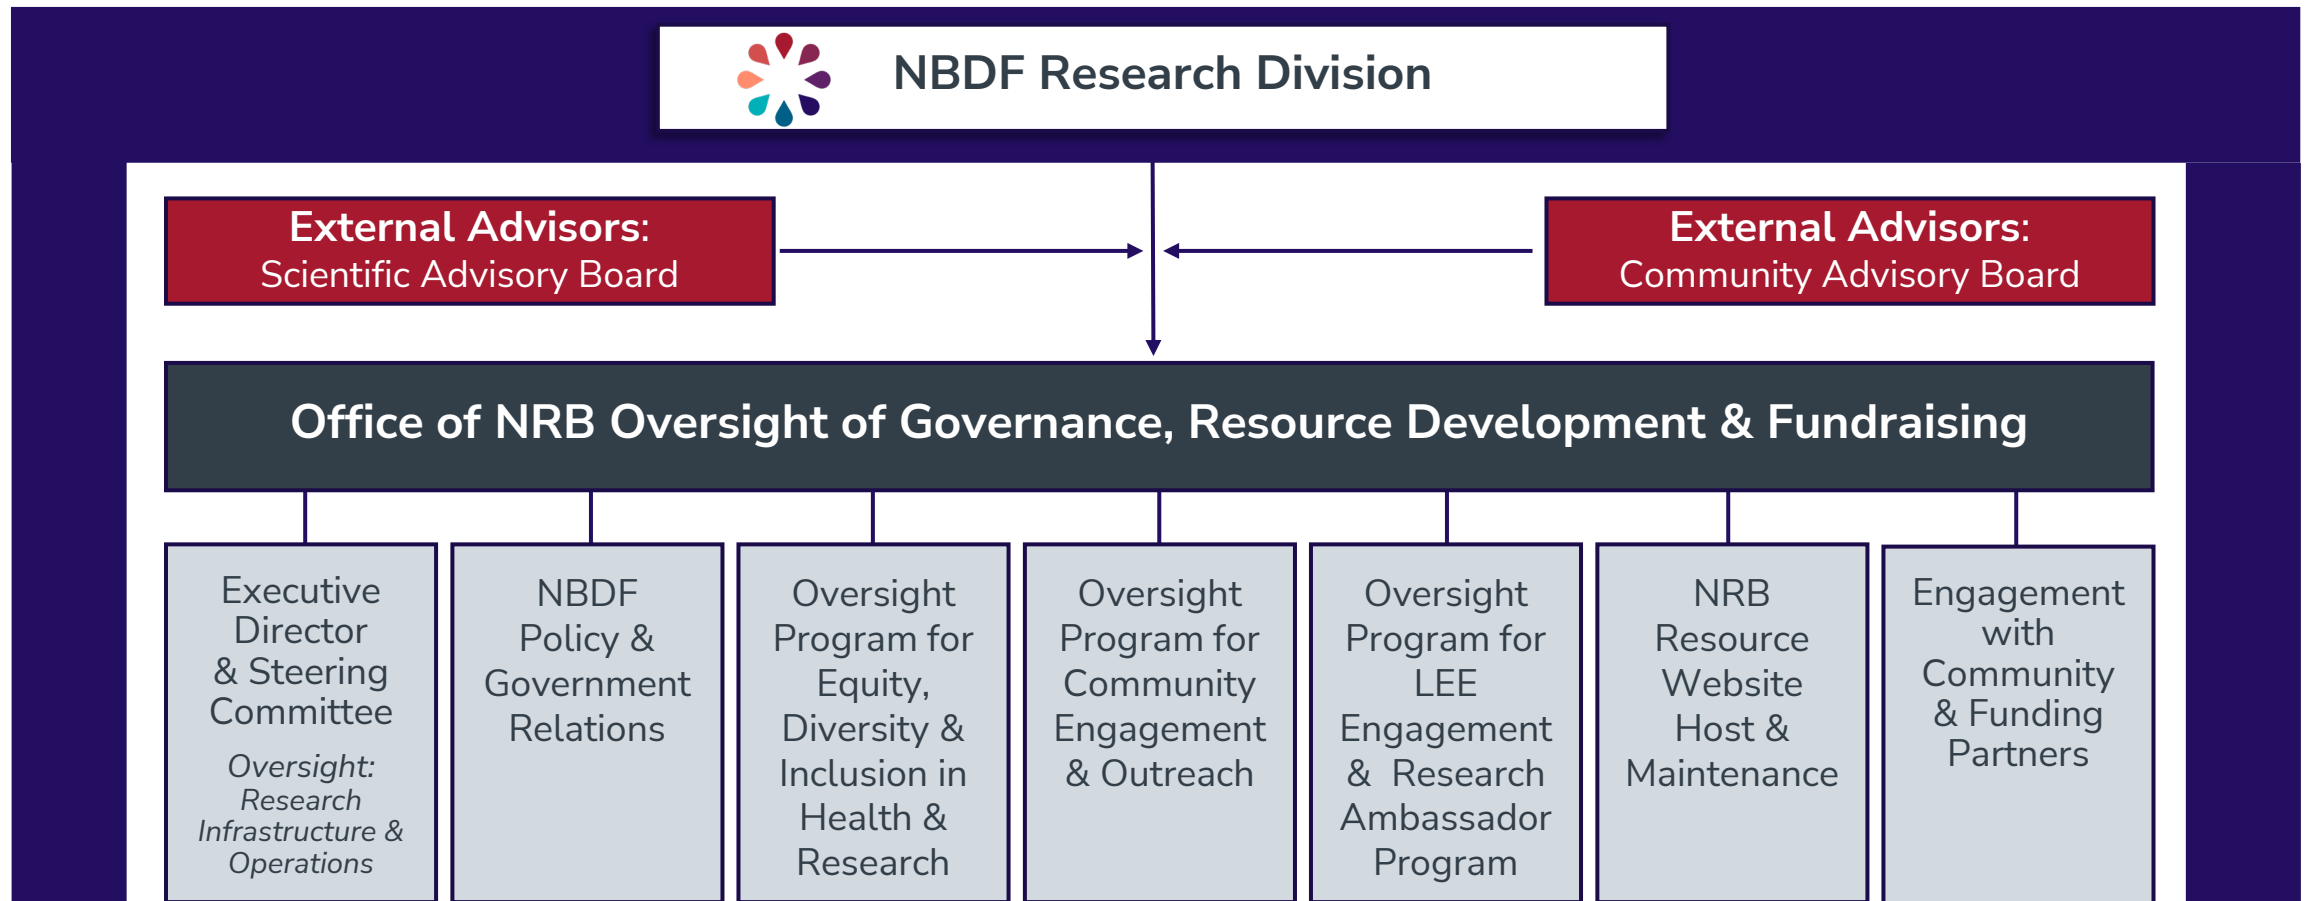 NBDF Research Division
External Advisors:
Scientific Advisory Board
External Advisors:
Community Advisory Board
Office of NRB Oversight of Governance, Resource Development & Fundraising
Executive
Director
& Steering
Committee
Oversight:
Research
Infrastructure &
Operations
NBDF
Policy &
Government
Relations
Oversight
Program for
Equity,
Diversity &
Inclusion in
Health &
Research
Oversight
Program for
Community
Engagement
& Outreach
Oversight
Program for
LEE
Engagement
& Research
Ambassador
Program
NRB
Resource
Website
Host &
Maintenance
Engagement
with
Community
& Funding
Partners